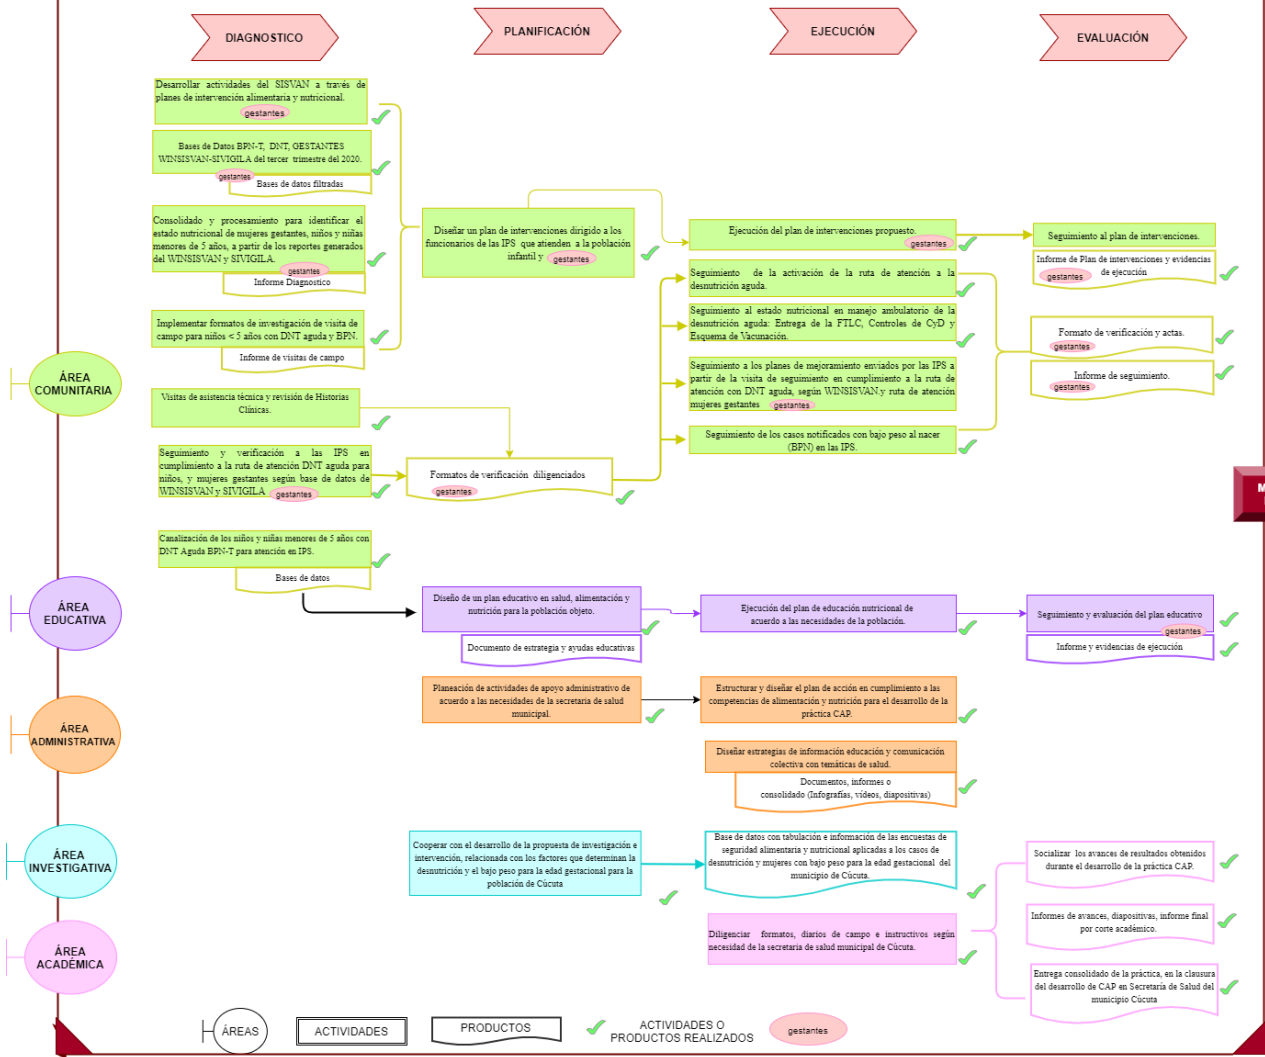 DIAGNOSTICO
PLANIFICACIÓN
EJECUCIÓN
EVALUACIÓN
Desarrollar actividades del SISVAN a través de
planes de intervención alimentaria y nutricional.
gestantes
Bases de Datos BPN-T, DNT, GESTANTES
WINSISVAN-SIVIGILA del tercer trimestre del 2020.
gestantes
Bases de datos filtradas
Consolidado y procesamiento para identificar el
estado nutricional de mujeres gestantes, niños y niñas
menores de 5 años, a partir de los reportes generados
del WINSISVAN y SIVIGILA.
gestantes
Informe Diagnostico
Implementar formatos de investigación de visita de
campo para niños < 5 años con DNT aguda y BPN.
Informe de visitas de campo
Visitas de asistencia técnica y revisión de Historias
Clínicas.
Seguimiento y verificación a las IPS en
cumplimiento a la ruta de atención DNT aguda para
niños, y mujeres gestantes según base de datos de
WINSISVAN y SIVIGILA
gestantes
Canalización de los niños y niñas menores de 5 años con
DNT Aguda BPN-T para atención en IPS.
Bases de datos
Diseñar un plan de intervenciones dirigido a los
funcionarios de las IPS que atienden a la población
infantil y
gestantes
Formatos de verificación diligenciados
gestantes
Ejecución del plan de intervenciones propuesto.
gestantes
Seguimiento de la activación de la ruta de atención a la
desnutrición aguda.
Seguimiento al estado nutricional en manejo ambulatorio de la
desnutrición aguda: Entrega de la FTLC, Controles de CyD y
Esquema de Vacunación.
Seguimiento a los planes de mejoramiento enviados por las IPS a
partir de la visita de seguimiento en cumplimiento a la ruta de
atención con DNT aguda, según WINSISVAN.y ruta de atención
mujeres gestantes
gestantes
Seguimiento de los casos notificados con bajo peso al nacer
(BPN) en las IPS.
Seguimiento al plan de intervenciones.
Informe de Plan de intervenciones y evidencias
de ejecución
gestantes
Formato de verificación y actas.
gestantes
Informe de seguimiento.
gestantes
ÁREA
COMUNITARIA
M
ÁREA
EDUCATIVA
Diseño de un plan educativo en salud, alimentación y
nutrición para la población objeto.
Documento de estrategia y ayudas educativas
Ejecución del plan de educación nutricional de
acuerdo a las necesidades de la población.
Seguimiento y evaluación del plan educativo
gestantes
Informe y evidencias de ejecución
ÁREA
ADMINISTRATIVA
Planeación de actividades de apoyo administrativo de
acuerdo a las necesidades de la secretaria de salud
municipal.
Estructurar y diseñar el plan de acción en cumplimiento a las
competencias de alimentación y nutrición para el desarrollo de la
práctica CAP.
Diseñar estrategias de información educación y comunicación
colectiva con temáticas de salud.
Documentos, informes o
consolidado (Infografías, vídeos, diapositivas)
ÁREA
INVESTIGATIVA
Cooperar con el desarrollo de la propuesta de investigación e
intervención, relacionada con los factores que determinan la
desnutrición y el bajo peso para la edad gestacional para la
población de Cúcuta
Base de datos con tabulación e información de las encuestas de
seguridad alimentaria y nutricional aplicadas a los casos de
desnutrición y mujeres con bajo peso para la edad gestacional del
municipio de Cúcuta.
Socializar los avances de resultados obtenidos
durante el desarrollo de la práctica CAP.
ÁREA
ACADÉMICA
Diligenciar formatos, diarios de campo e instructivos según
necesidad de la secretaria de salud municipal de Cúcuta.
Informes de avances, diapositivas, informe final
por corte académico.
Entrega consolidado de la práctica, en la clausura
del desarrollo de CAP en Secretaría de Salud del
municipio Cúcuta
ÁREAS
ACTIVIDADES
PRODUCTOS
ACTIVIDADES O
PRODUCTOS REALIZADOS
gestantes